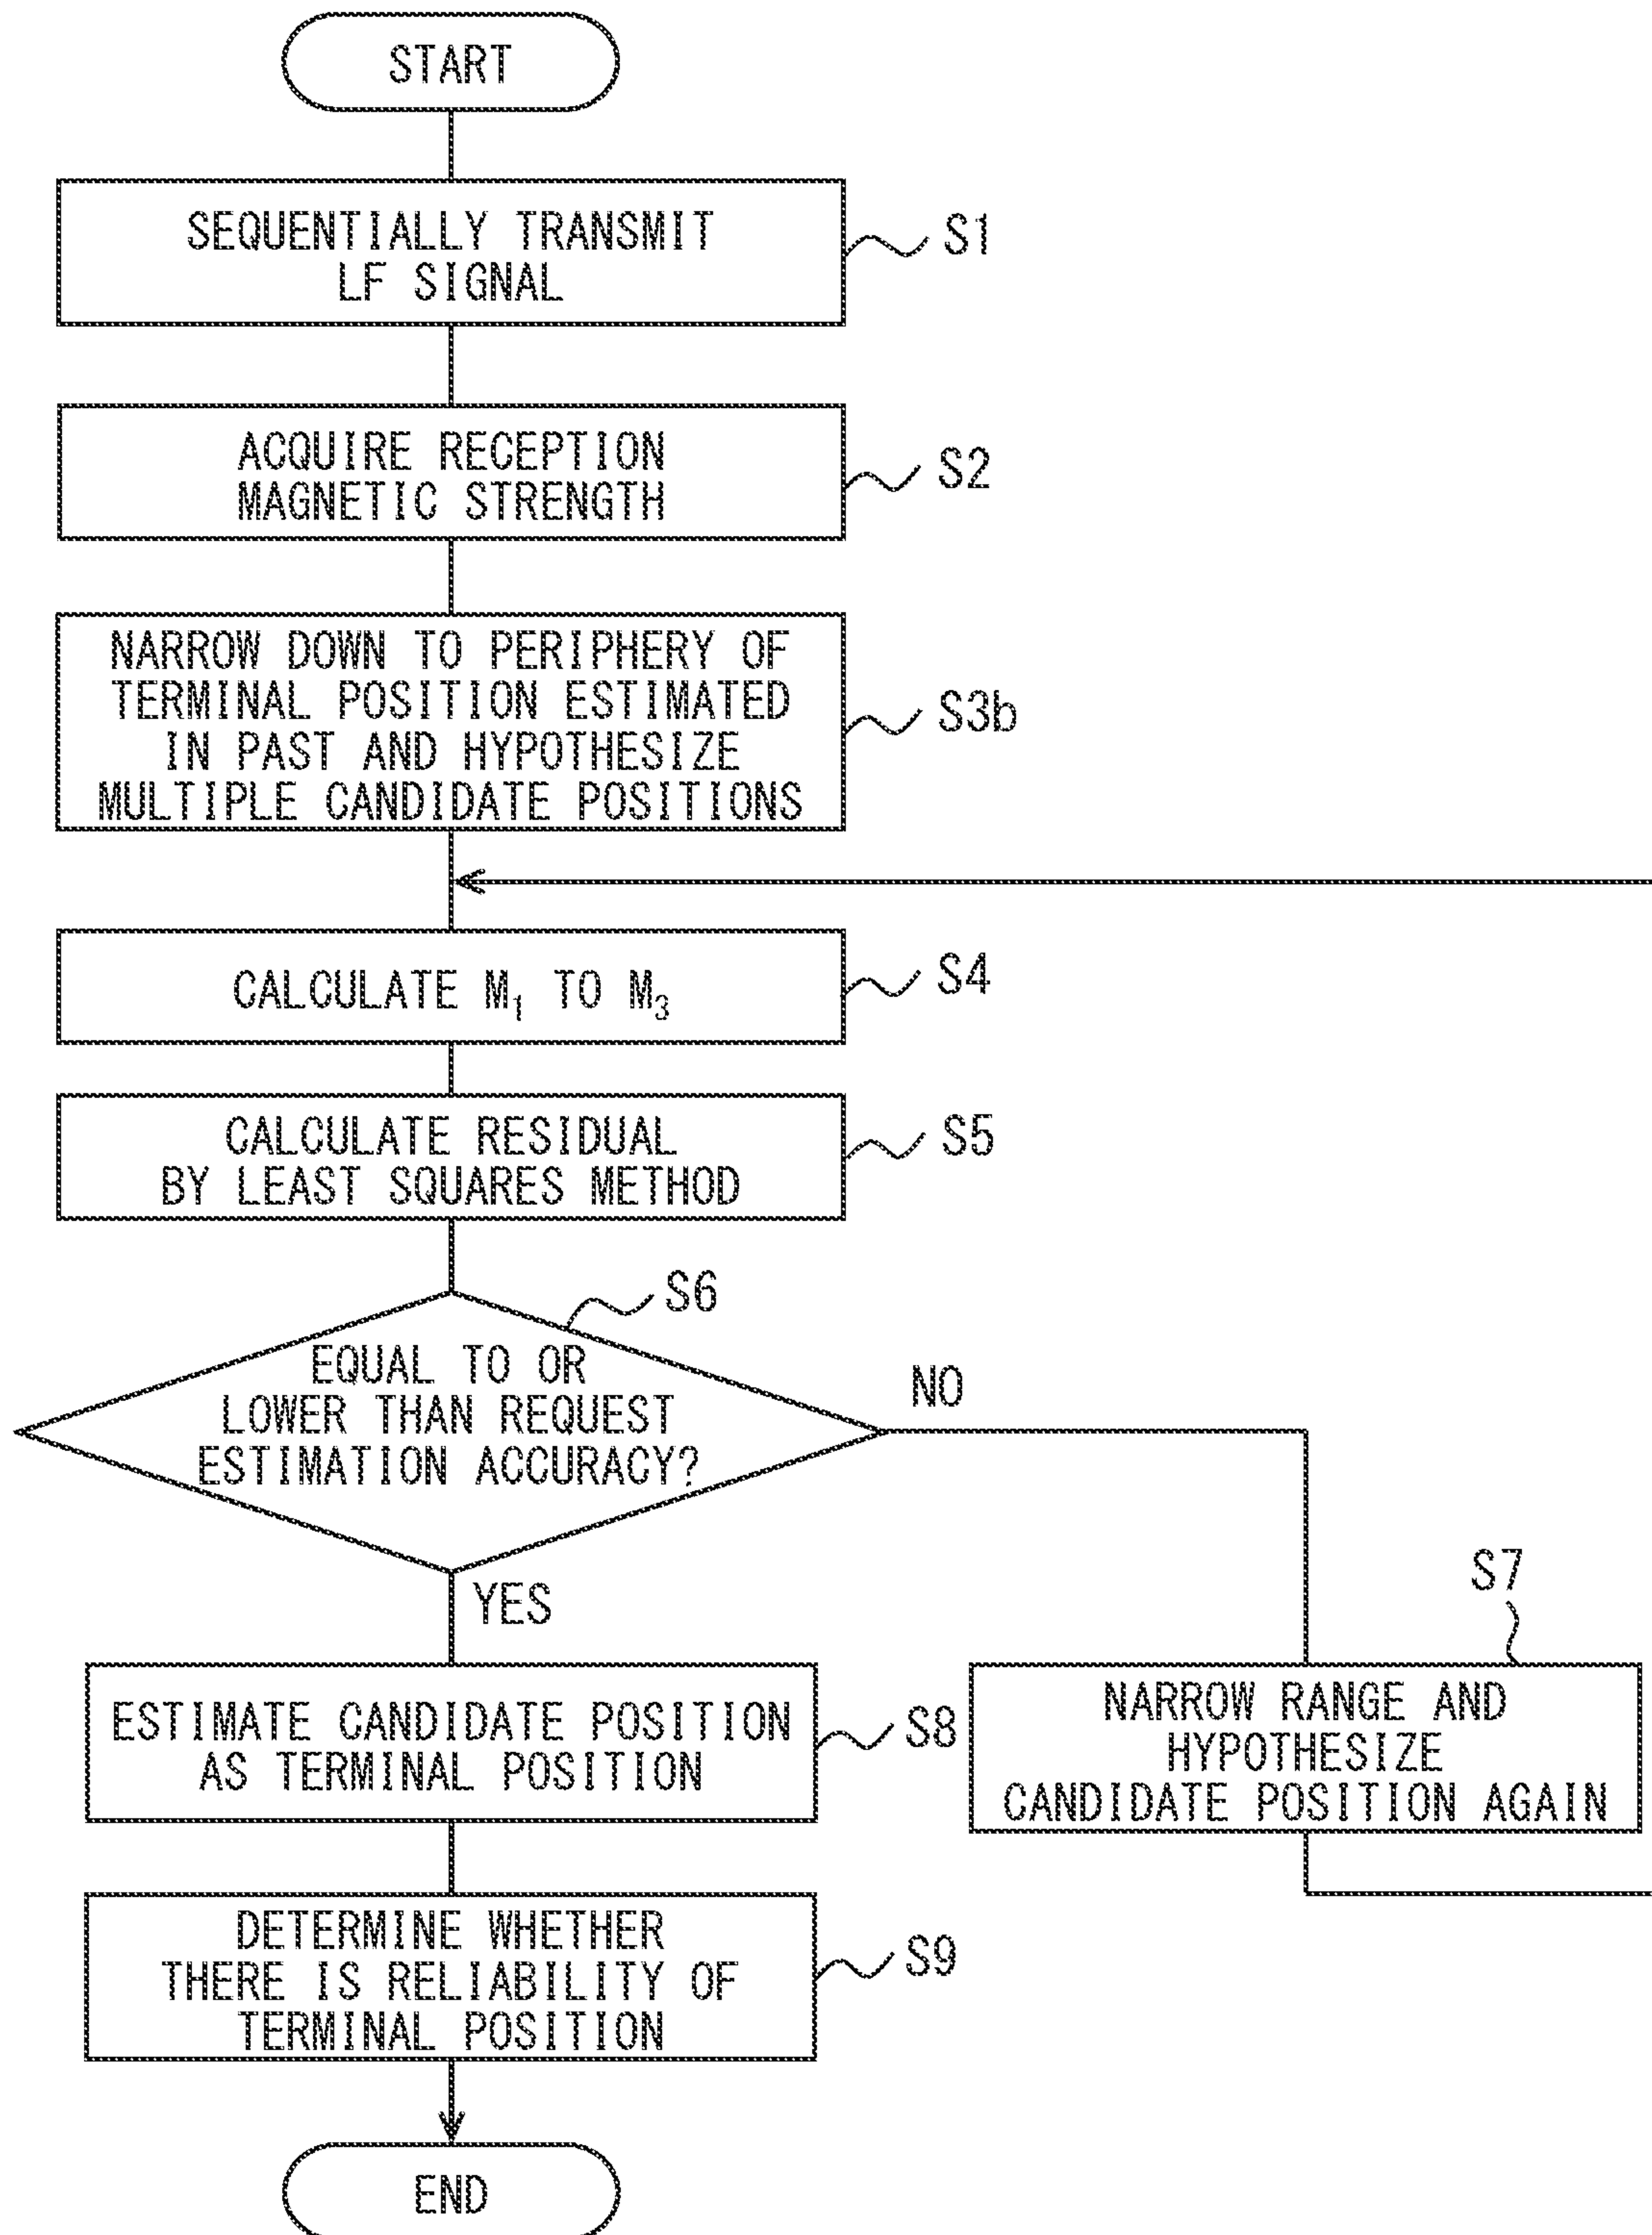 START
SEQUENTIALLY TRANSMIT
LF SIGNAL
S1
ACQUIRE RECEPTION
MAGNETIC STRENGTH
S2
NARROW DOWN TO PERIPHERY OF
TERMINAL POSITION ESTIMATED
IN PAST AND HYPOTHESIZE
MULTIPLE CANDIDATE POSITIONS
S3b
CALCULATE M₁ TO M₃
S4
CALCULATE RESIDUAL
BY LEAST SQUARES METHOD
S5
S6
EQUAL TO OR
LOWER THAN REQUEST
ESTIMATION ACCURACY?
NO
YES
S7
NARROW RANGE AND
HYPOTHESIZE
CANDIDATE POSITION AGAIN
ESTIMATE CANDIDATE POSITION
AS TERMINAL POSITION
S8
DETERMINE WHETHER
THERE IS RELIABILITY OF
TERMINAL POSITION
S9
END